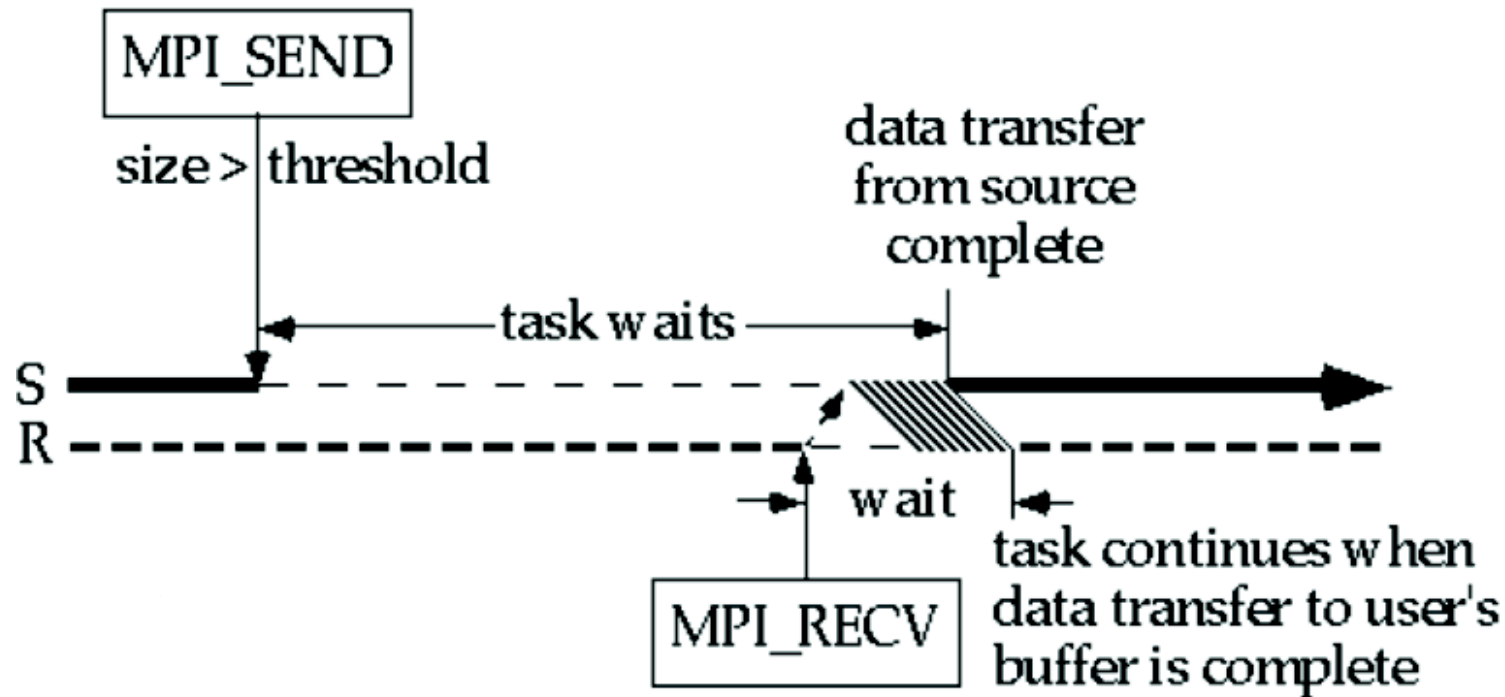 MPI_SEND
size > threshold
data transfer
from source
complete
task waits
S
R
wait
MPI_RECV
task continues when
data transfer to user's
buffer is complete